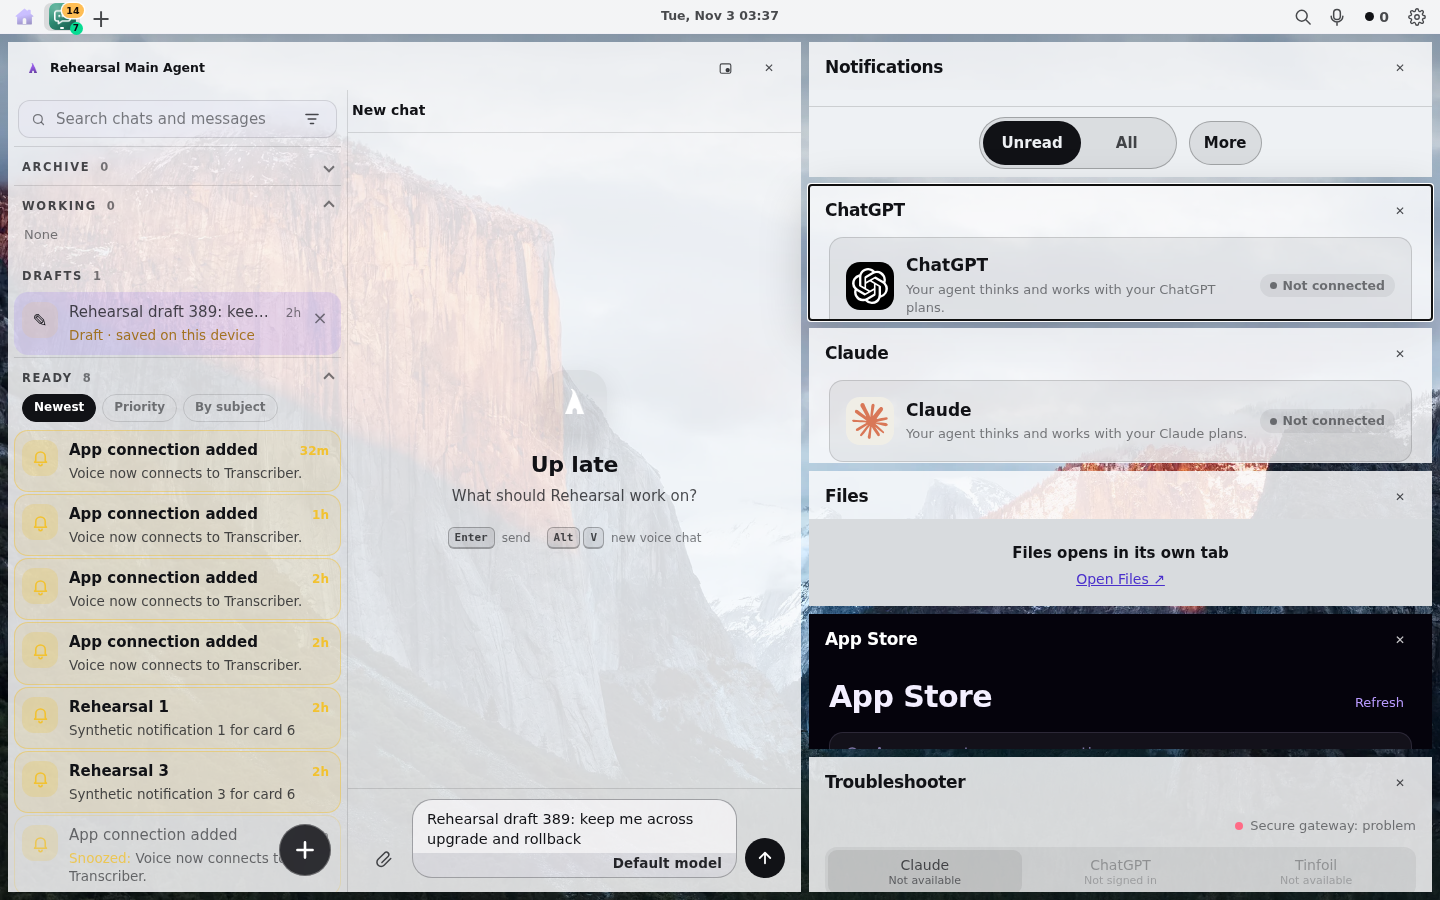 14
7
Tue, Nov 3 03:37
0
Rehearsal Main Agent
Search chats and messages
ARCHIVE 0
WORKING 0
None
DRAFTS 1
Rehearsal draft 389: kee... 2h
Draft · saved on this device
READY 8
Newest Priority By subject
App connection added 32m
Voice now connects to Transcriber.
App connection added 1h
Voice now connects to Transcriber.
App connection added 2h
Voice now connects to Transcriber.
App connection added 2h
Voice now connects to Transcriber.
Rehearsal 1 2h
Synthetic notification 1 for card 6
Rehearsal 3 2h
Synthetic notification 3 for card 6
App connection added
Snoozed: Voice now connects to
Transcriber.
New chat
Up late
What should Rehearsal work on?
Enter send Alt V new voice chat
Rehearsal draft 389: keep me across
upgrade and rollback
Default model
Notifications
Unread All More
ChatGPT
ChatGPT
Your agent thinks and works with your ChatGPT
plans.
Not connected
Claude
Claude
Your agent thinks and works with your Claude plans.
Not connected
Files
Files opens in its own tab
Open Files ↗
App Store
App Store
Refresh
Troubleshooter
Secure gateway: problem
Claude ChatGPT Tinfoil
Not available Not signed in Not available